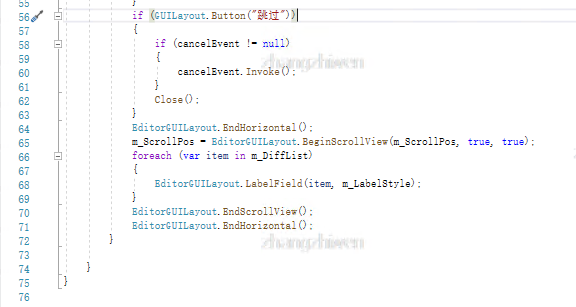 55 }
56 if (GUILayout.Button("跳过"))
57 {
58 if (cancelEvent != null)
59 {
60 cancelEvent.Invoke();
61 }
62 Close();
63 }
64 EditorGUILayout.EndHorizontal();
65 m_ScrollPos = EditorGUILayout.BeginScrollView(m_ScrollPos, true, true);
66 foreach (var item in m_DiffList)
67 {
68 EditorGUILayout.LabelField(item, m_LabelStyle);
69 }
70 EditorGUILayout.EndScrollView();
71 EditorGUILayout.EndHorizontal();
72 }
73
74 }
75 }
76
zhangzhiwen
zhangzhiwen